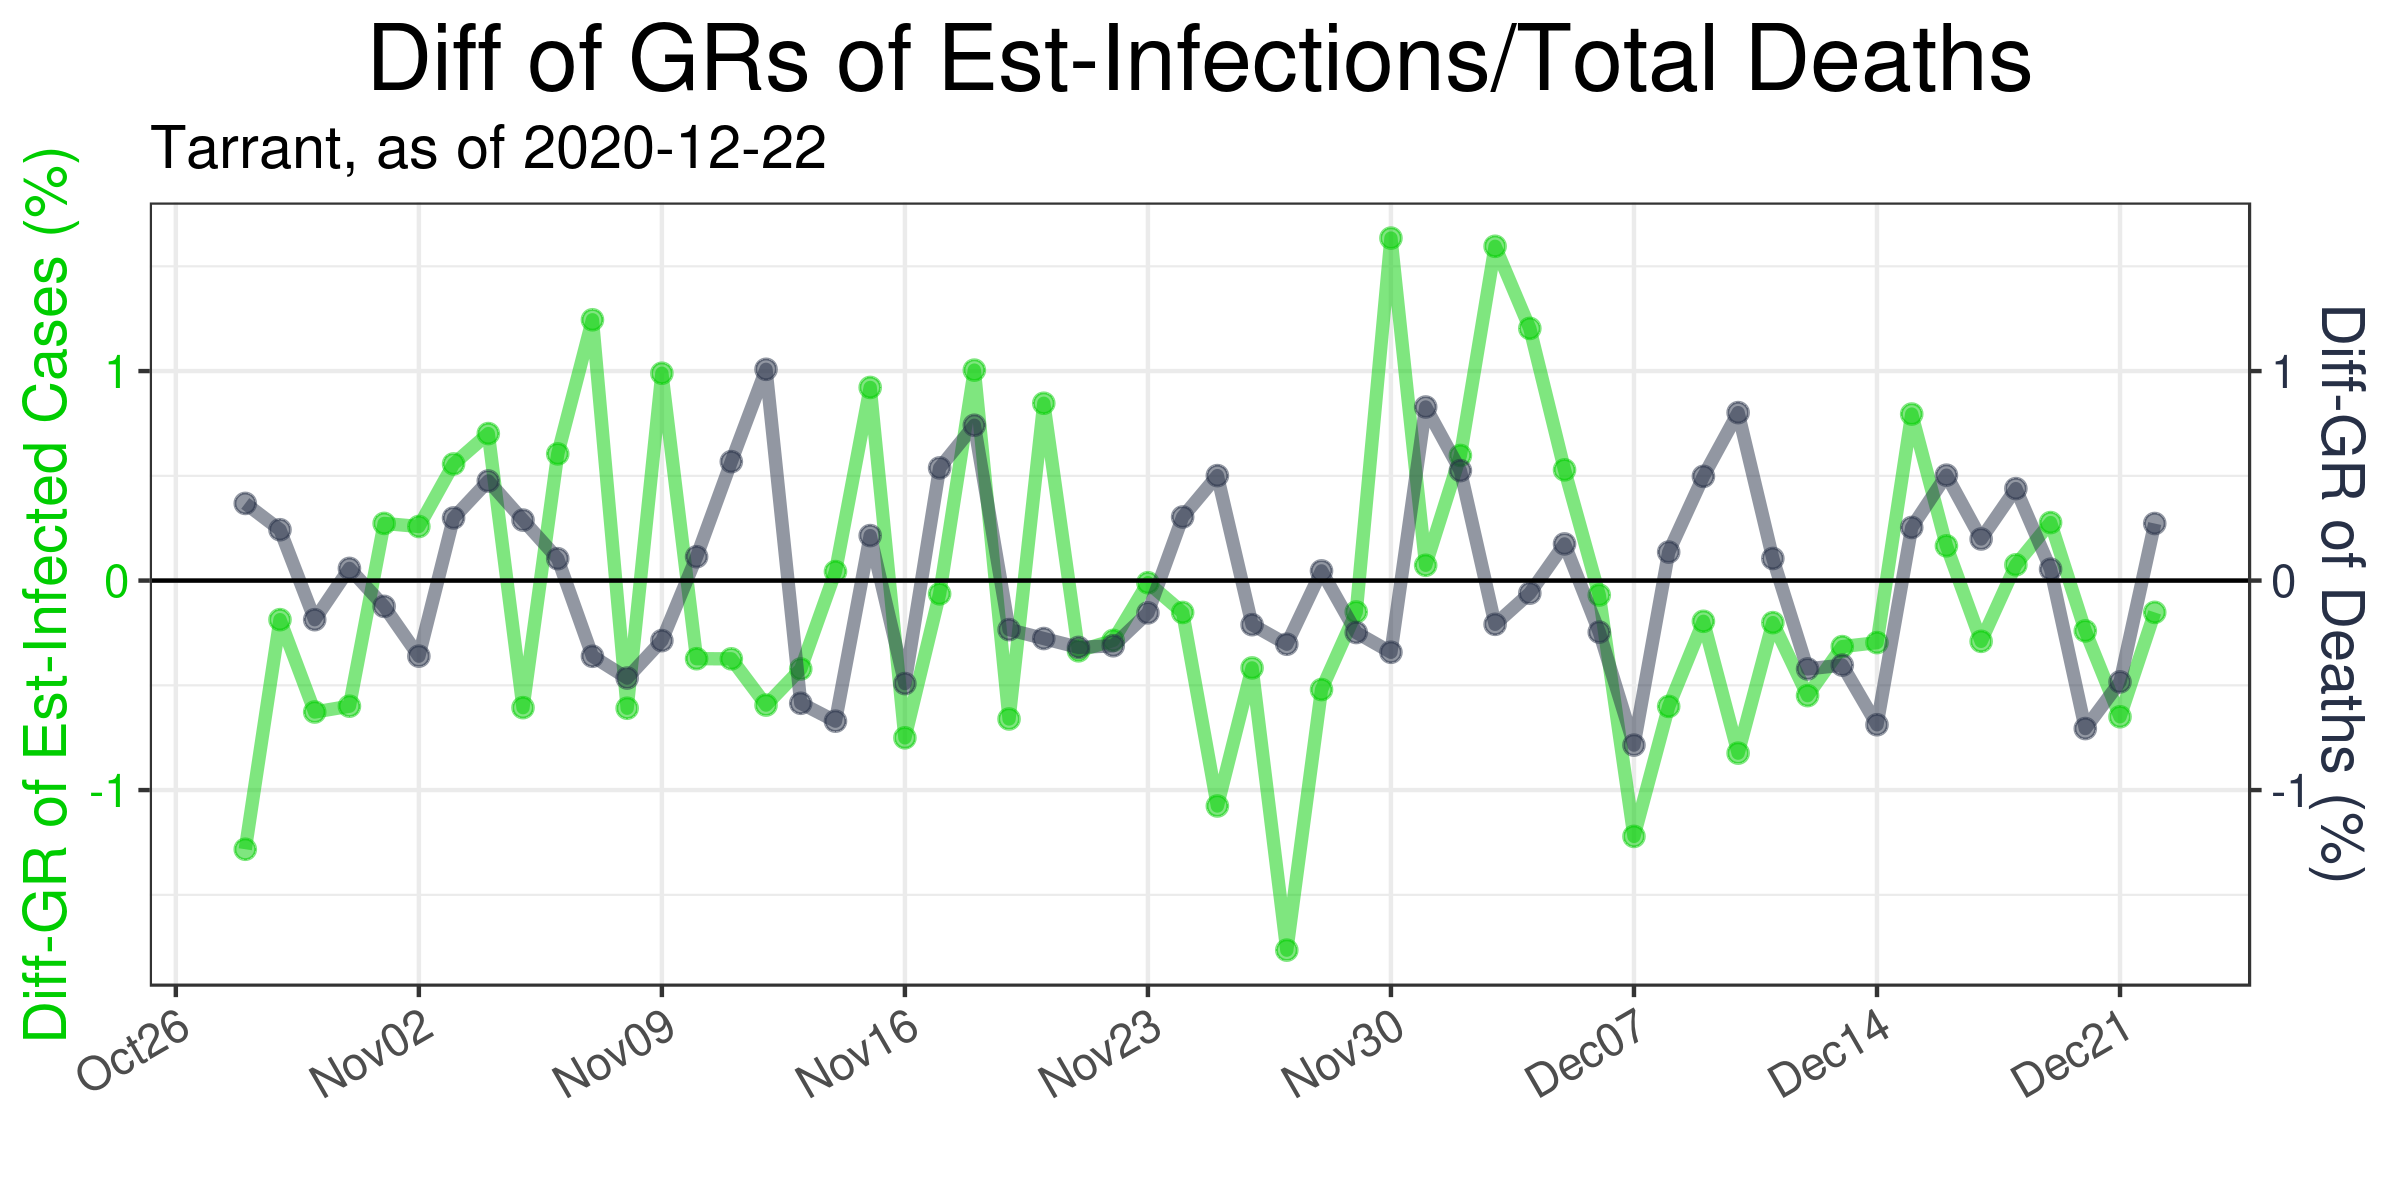 Diff of GRs of Est-Infections/Total Deaths
Tarrant, as of 2020-12-22
Diff-GR of Est-Infected Cases (%)
1
0
-1
1
0
-1
Diff-GR of Deaths (%)
Oct26
Nov02
Nov09
Nov16
Nov23
Nov30
Dec07
Dec14
Dec21